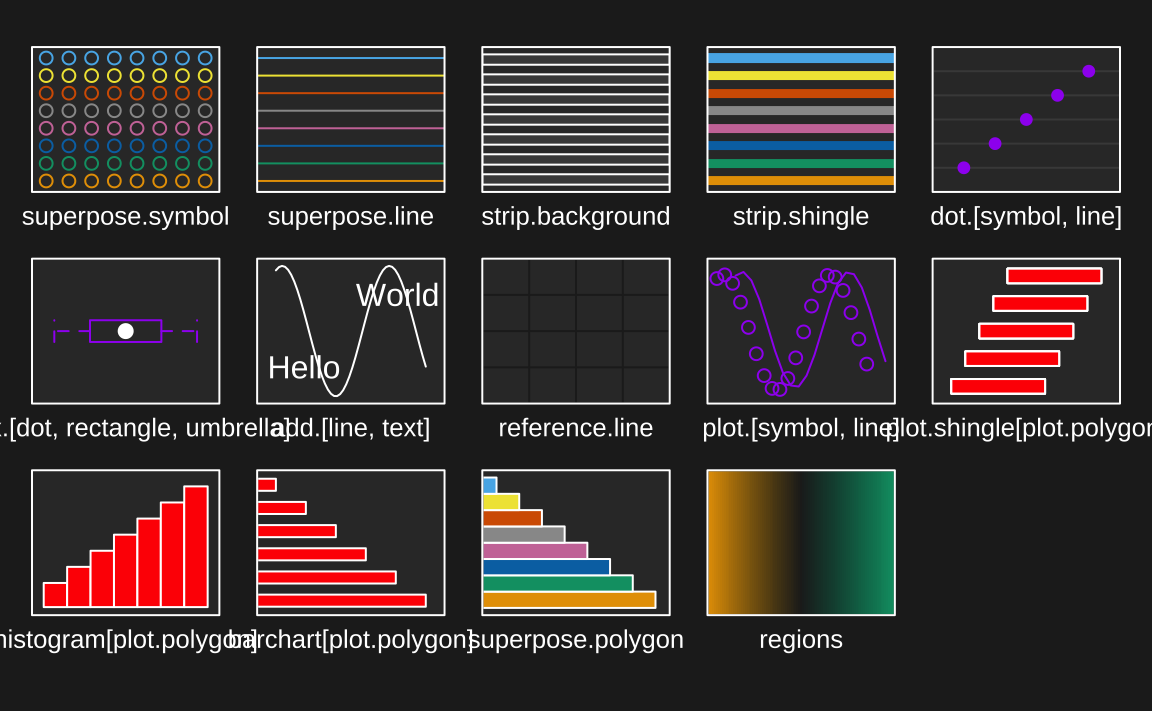 superpose.symbol
superpose.line
strip.background
strip.shingle
dot.[symbol, line]
World
Hello
.[dot, rectangle, umbrella]
add.[line, text]
reference.line
plot.[symbol, line]
plot.shingle[plot.polygon
histogram[plot.polygon]
barchart[plot.polygon]
superpose.polygon
regions